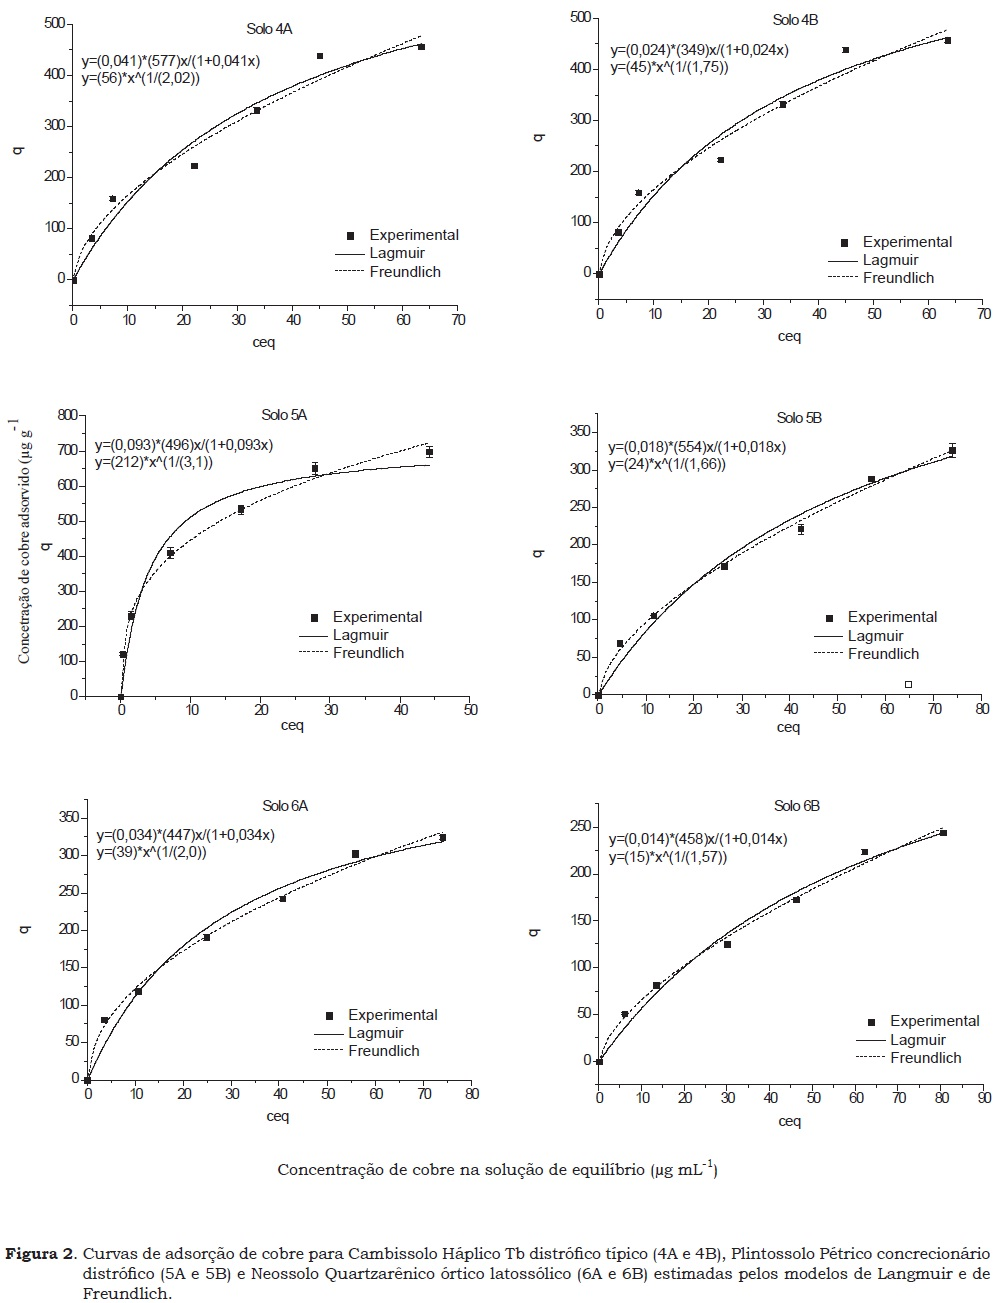 Solo 4A
y=(0,041)*(577)x/(1+0,041x)
y=(56)*x^(1/(2,02))
500
400
300
200
100
0
q
Experimental
Lagmuir
Freundlich
0 10 20 30 40 50 60 70
ceq
Solo 4B
y=(0,024)*(349)x/(1+0,024x)
y=(45)*x^(1/(1,75))
500
400
300
200
100
0
q
Experimental
Lagmuir
Freundlich
0 10 20 30 40 50 60 70
ceq
Concetração de cobre adsorvido (µg g-1
Solo 5A
y=(0,093)*(496)x/(1+0,093x)
y=(212)*x^(1/(3,1))
800
700
600
500
400
300
200
100
0
q
Experimental
Lagmuir
Freundlich
0 10 20 30 40 50
ceq
Solo 5B
y=(0,018)*(554)x/(1+0,018x)
y=(24)*x^(1/(1,66))
350
300
250
200
150
100
50
0
q
Experimental
Lagmuir
Freundlich
0 10 20 30 40 50 60 70 80
ceq
Solo 6A
y=(0,034)*(447)x/(1+0,034x)
y=(39)*x^(1/(2,0))
350
300
250
200
150
100
50
0
q
Experimental
Lagmuir
Freundlich
0 10 20 30 40 50 60 70 80
ceq
Solo 6B
y=(0,014)*(458)x/(1+0,014x)
y=(15)*x^(1/(1,57))
250
200
150
100
50
0
q
Experimental
Lagmuir
Freundlich
0 10 20 30 40 50 60 70 80 90
ceq
Concentração de cobre na solução de equilíbrio (µg mL-1)
Figura 2. Curvas de adsorção de cobre para Cambissolo Háplico Tb distrófico típico (4A e 4B), Plintossolo Pétrico concrecionário
distrófico (5A e 5B) e Neossolo Quartzarênico órtico latossólico (6A e 6B) estimadas pelos modelos de Langmuir e de
Freundlich.